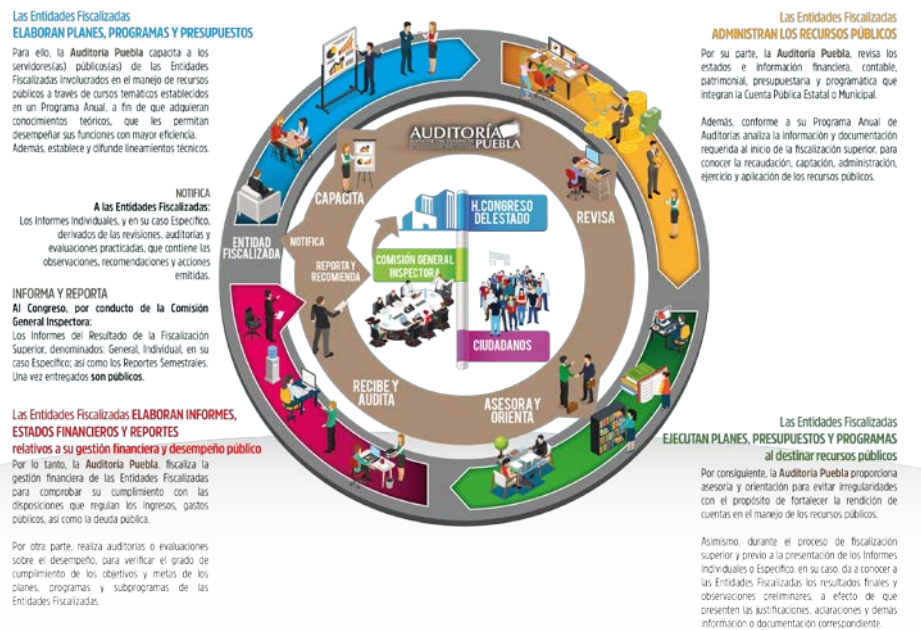 Las Entidades Fiscalizadas
ELABORAN PLANES, PROGRAMAS Y PRESUPUESTOS
Para ello, la Auditoría Puebla capacita a los
servidores(as) públicos(as) de las Entidades
Fiscalizadas involucrados en el manejo de recursos
públicos a través de cursos temáticos establecidos
en un Programa Anual, a fin de que adquieran
conocimientos teóricos, que les permitan
desempeñar sus funciones con mayor eficiencia.
Además, establece y difunde lineamientos técnicos.
NOTIFICA
A las Entidades Fiscalizadas:
Los Informes Individuales, y en su caso Específico,
derivados de las revisiones, auditorías y
evaluaciones practicadas, que contiene las
observaciones, recomendaciones y acciones
emitidas.
INFORMA Y REPORTA
Al Congreso, por conducto de la Comisión
General Inspectora:
Los Informes del Resultado de la Fiscalización
Superior, denominados: General, Individual, en su
caso Específico; así como los Reportes Semestrales.
Una vez entregados son públicos.
Las Entidades Fiscalizadas ELABORAN INFORMES,
ESTADOS FINANCIEROS Y REPORTES
relativos a su gestión financiera y desempeño público
Por lo tanto, la Auditoría Puebla, fiscaliza la
gestión financiera de las Entidades Fiscalizadas
para comprobar su cumplimiento con las
disposiciones que regulan los ingresos, gastos
públicos, así como la deuda pública.
Por otra parte, realiza auditorías o evaluaciones
sobre el desempeño, para verificar el grado de
cumplimiento de los objetivos y metas de los
planes, programas y subprogramas de las
Entidades Fiscalizadas.
AUDITORÍA
PUEBLA
CAPACITA
REVISA
H. CONGRESO
DEL ESTADO
ENTIDAD
FISCALIZADA
NOTIFICA
REPORTA Y
RECOMIENDA
COMISIÓN GENERAL
INSPECTORA
CIUDADANOS
RECIBE Y
AUDITA
ASESORA Y
ORIENTA
Las Entidades Fiscalizadas
ADMINISTRAN LOS RECURSOS PÚBLICOS
Por su parte, la Auditoría Puebla, revisa los
estados e información financiera, contable,
patrimonial, presupuestaria y programática que
integran la Cuenta Pública Estatal o Municipal.
Además, conforme a su Programa Anual de
Auditorías analiza la información y documentación
requerida al inicio de la fiscalización superior, para
conocer la recaudación, captación, administración,
ejercicio y aplicación de los recursos públicos.
Las Entidades Fiscalizadas
EJECUTAN PLANES, PRESUPUESTOS Y PROGRAMAS
al destinar recursos públicos
Por consiguiente, la Auditoría Puebla proporciona
asesoría y orientación para evitar irregularidades
con el propósito de fortalecer la rendición de
cuentas en el manejo de los recursos públicos.
Asimismo, durante el proceso de fiscalización
superior y previo a la presentación de los Informes
Individuales o Específico, en su caso, da a conocer a
las Entidades Fiscalizadas los resultados finales y
observaciones preliminares, a efecto de que
presenten las justificaciones, aclaraciones y demás
información o documentación correspondiente.